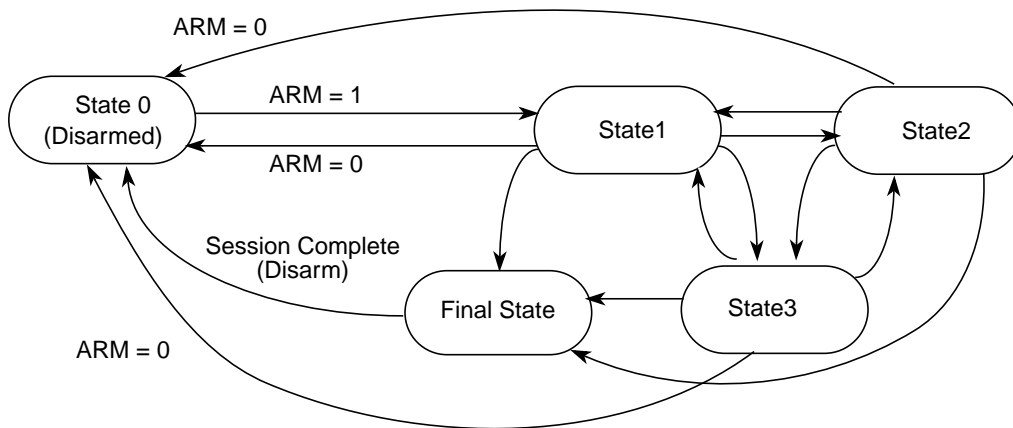 ARM = 0
State 0
(Disarmed)
ARM = 1
State1
State2
ARM = 0
Session Complete
(Disarm)
Final State
State3
ARM = 0